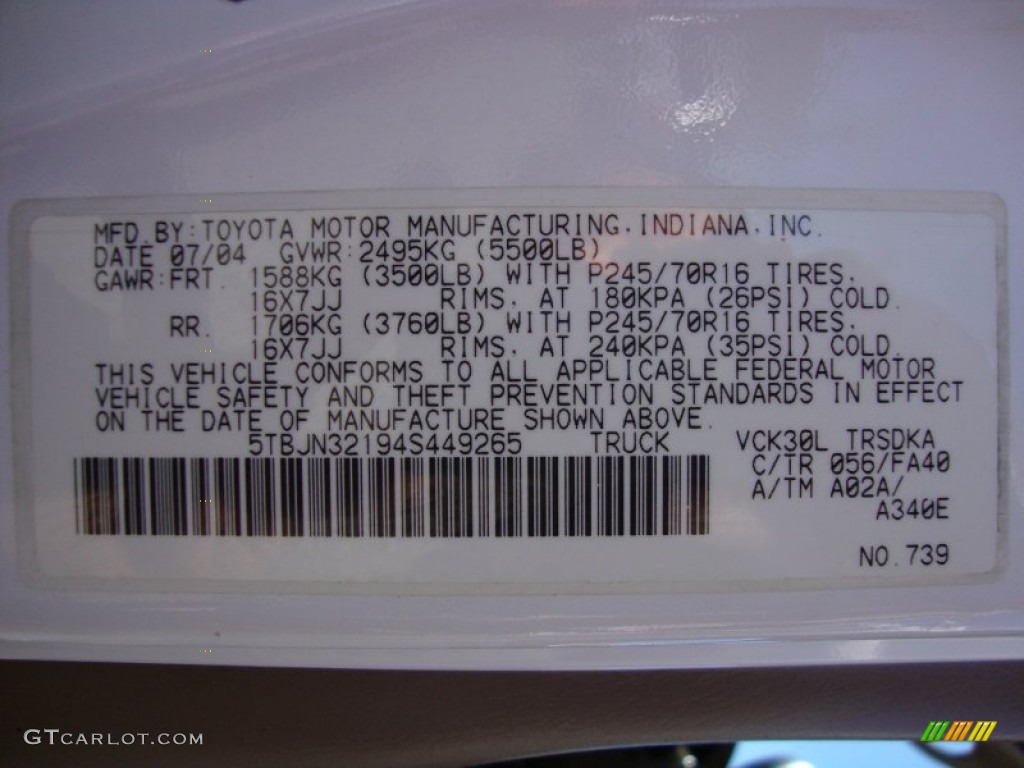 MFD.BY:TOYOTA MOTOR MANUFACTURING.INDIANA.INC.
DATE 07/04 GVWR:2495KG (5500LB)
GAWR:FRT. 1588KG (3500LB) WITH P245/70R16 TIRES.
16X7JJ RIMS. AT 180KPA (26PSI) COLD.
RR. 1706KG (3760LB) WITH P245/70R16 TIRES.
16X7JJ RIMS. AT 240KPA (35PSI) COLD.
THIS VEHICLE CONFORMS TO ALL APPLICABLE FEDERAL MOTOR
VEHICLE SAFETY AND THEFT PREVENTION STANDARDS IN EFFECT
ON THE DATE OF MANUFACTURE SHOWN ABOVE.
5TBJN32194S449265 TRUCK VCK30L TRSDKA
C/TR 056/FA40
A/TM A02A/
A340E
NO.739
GTCARLOT.COM